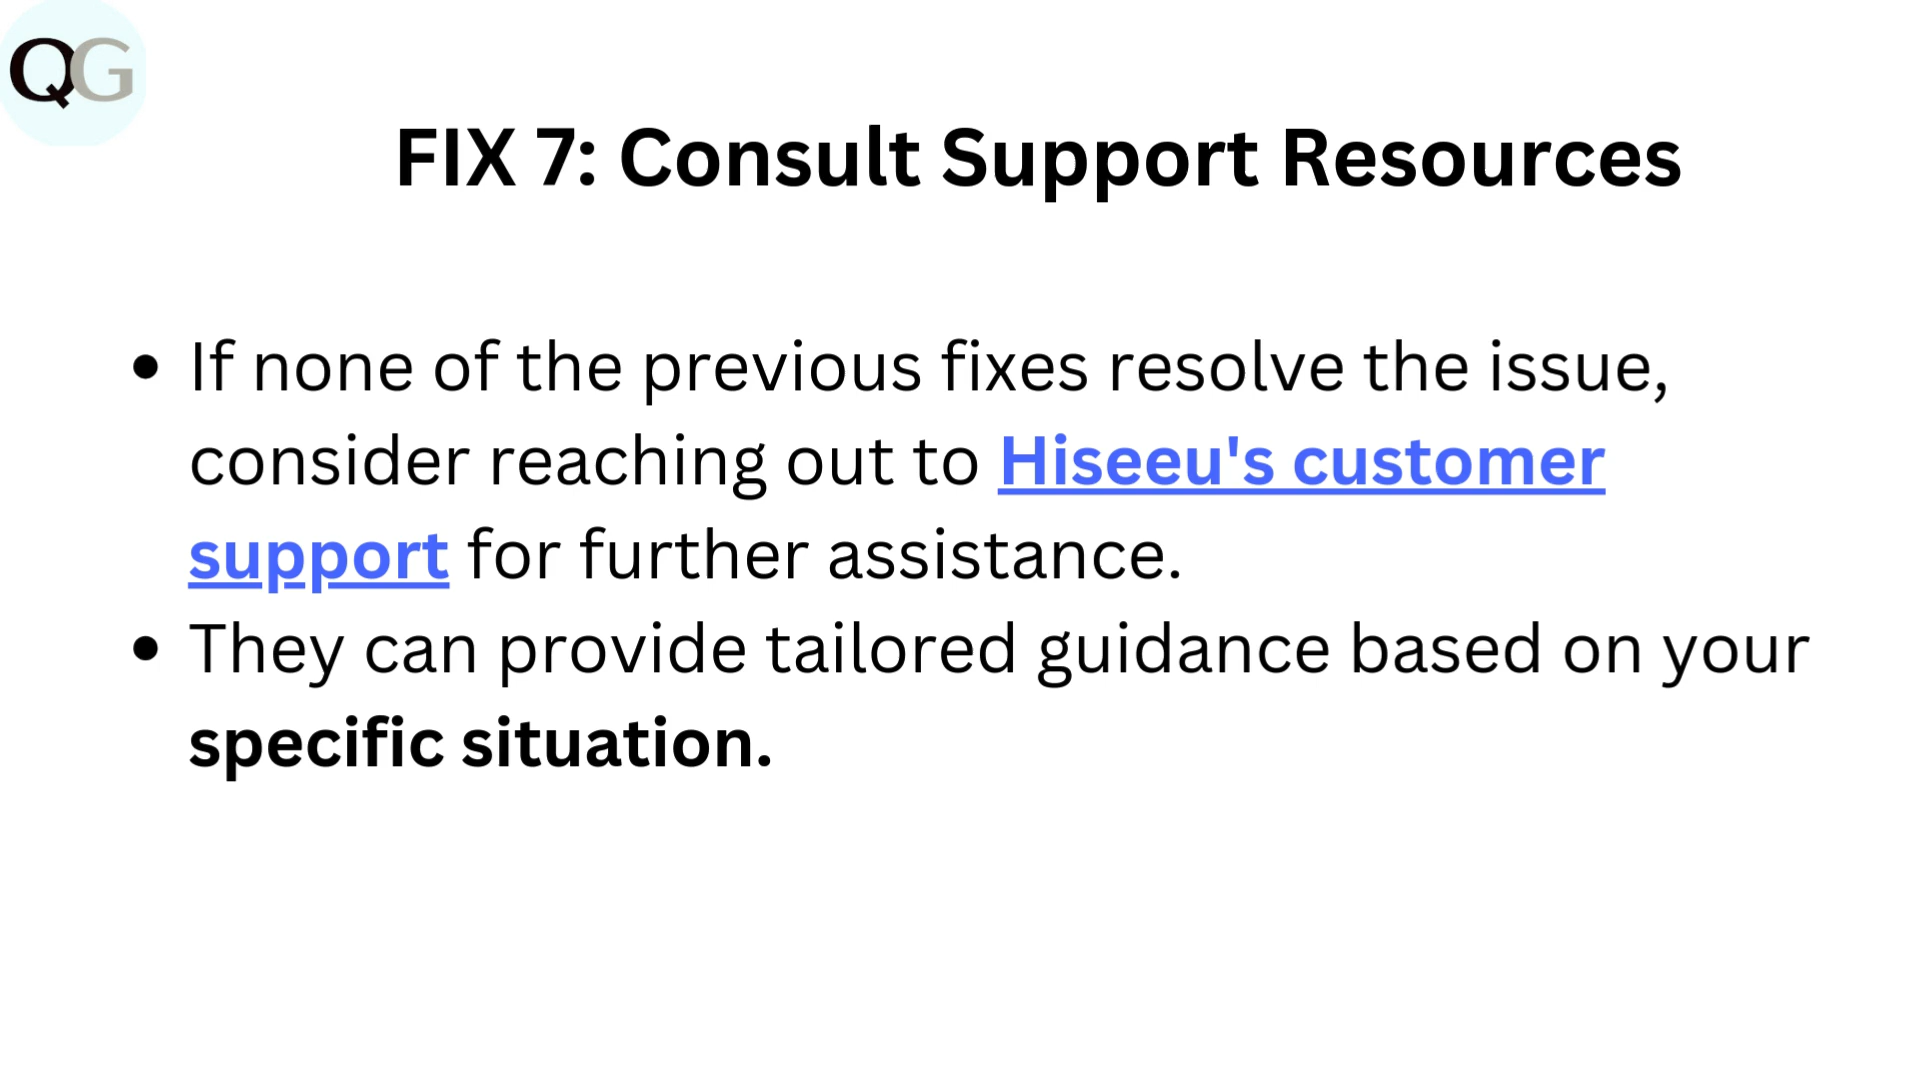 QG
FIX 7: Consult Support Resources
• If none of the previous fixes resolve the issue,
consider reaching out to Hiseeu's customer
support for further assistance.
• They can provide tailored guidance based on your
specific situation.